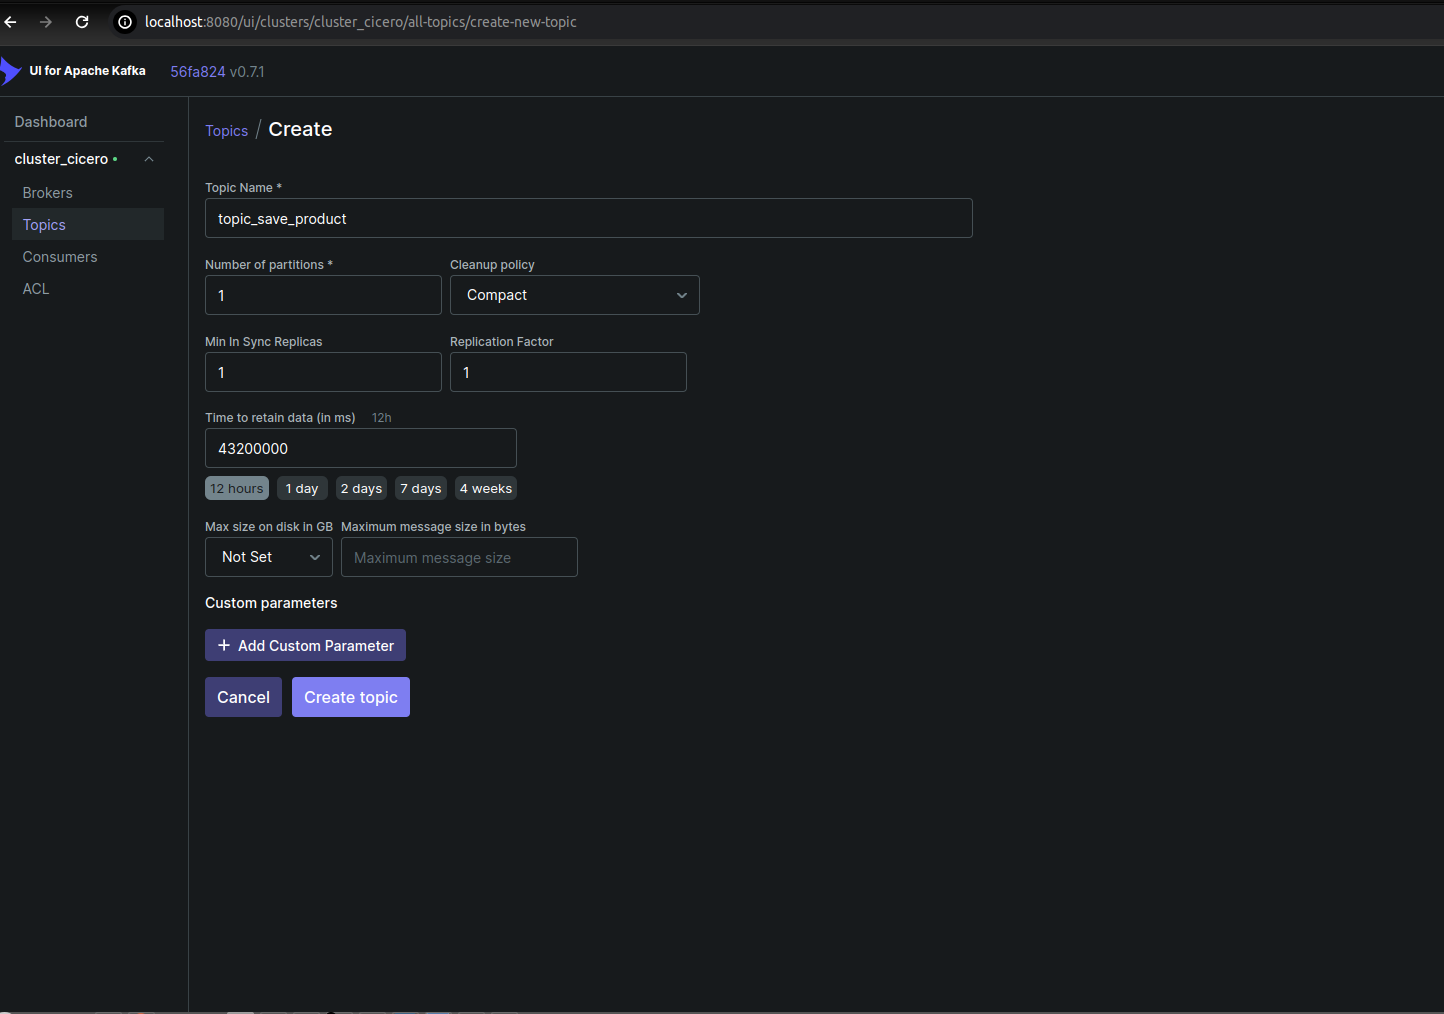 localhost:8080/ui/clusters/cluster_cicero/all-topics/create-new-topic
UI for Apache Kafka 56fa824 v0.7.1
Dashboard
cluster_cicero
Brokers
Topics
Consumers
ACL
Topics / Create
Topic Name *
topic_save_product
Number of partitions * Cleanup policy
1 Compact
Min In Sync Replicas Replication Factor
1 1
Time to retain data (in ms) 12h
43200000
12 hours 1 day 2 days 7 days 4 weeks
Max size on disk in GB Maximum message size in bytes
Not Set Maximum message size
Custom parameters
+ Add Custom Parameter
Cancel Create topic